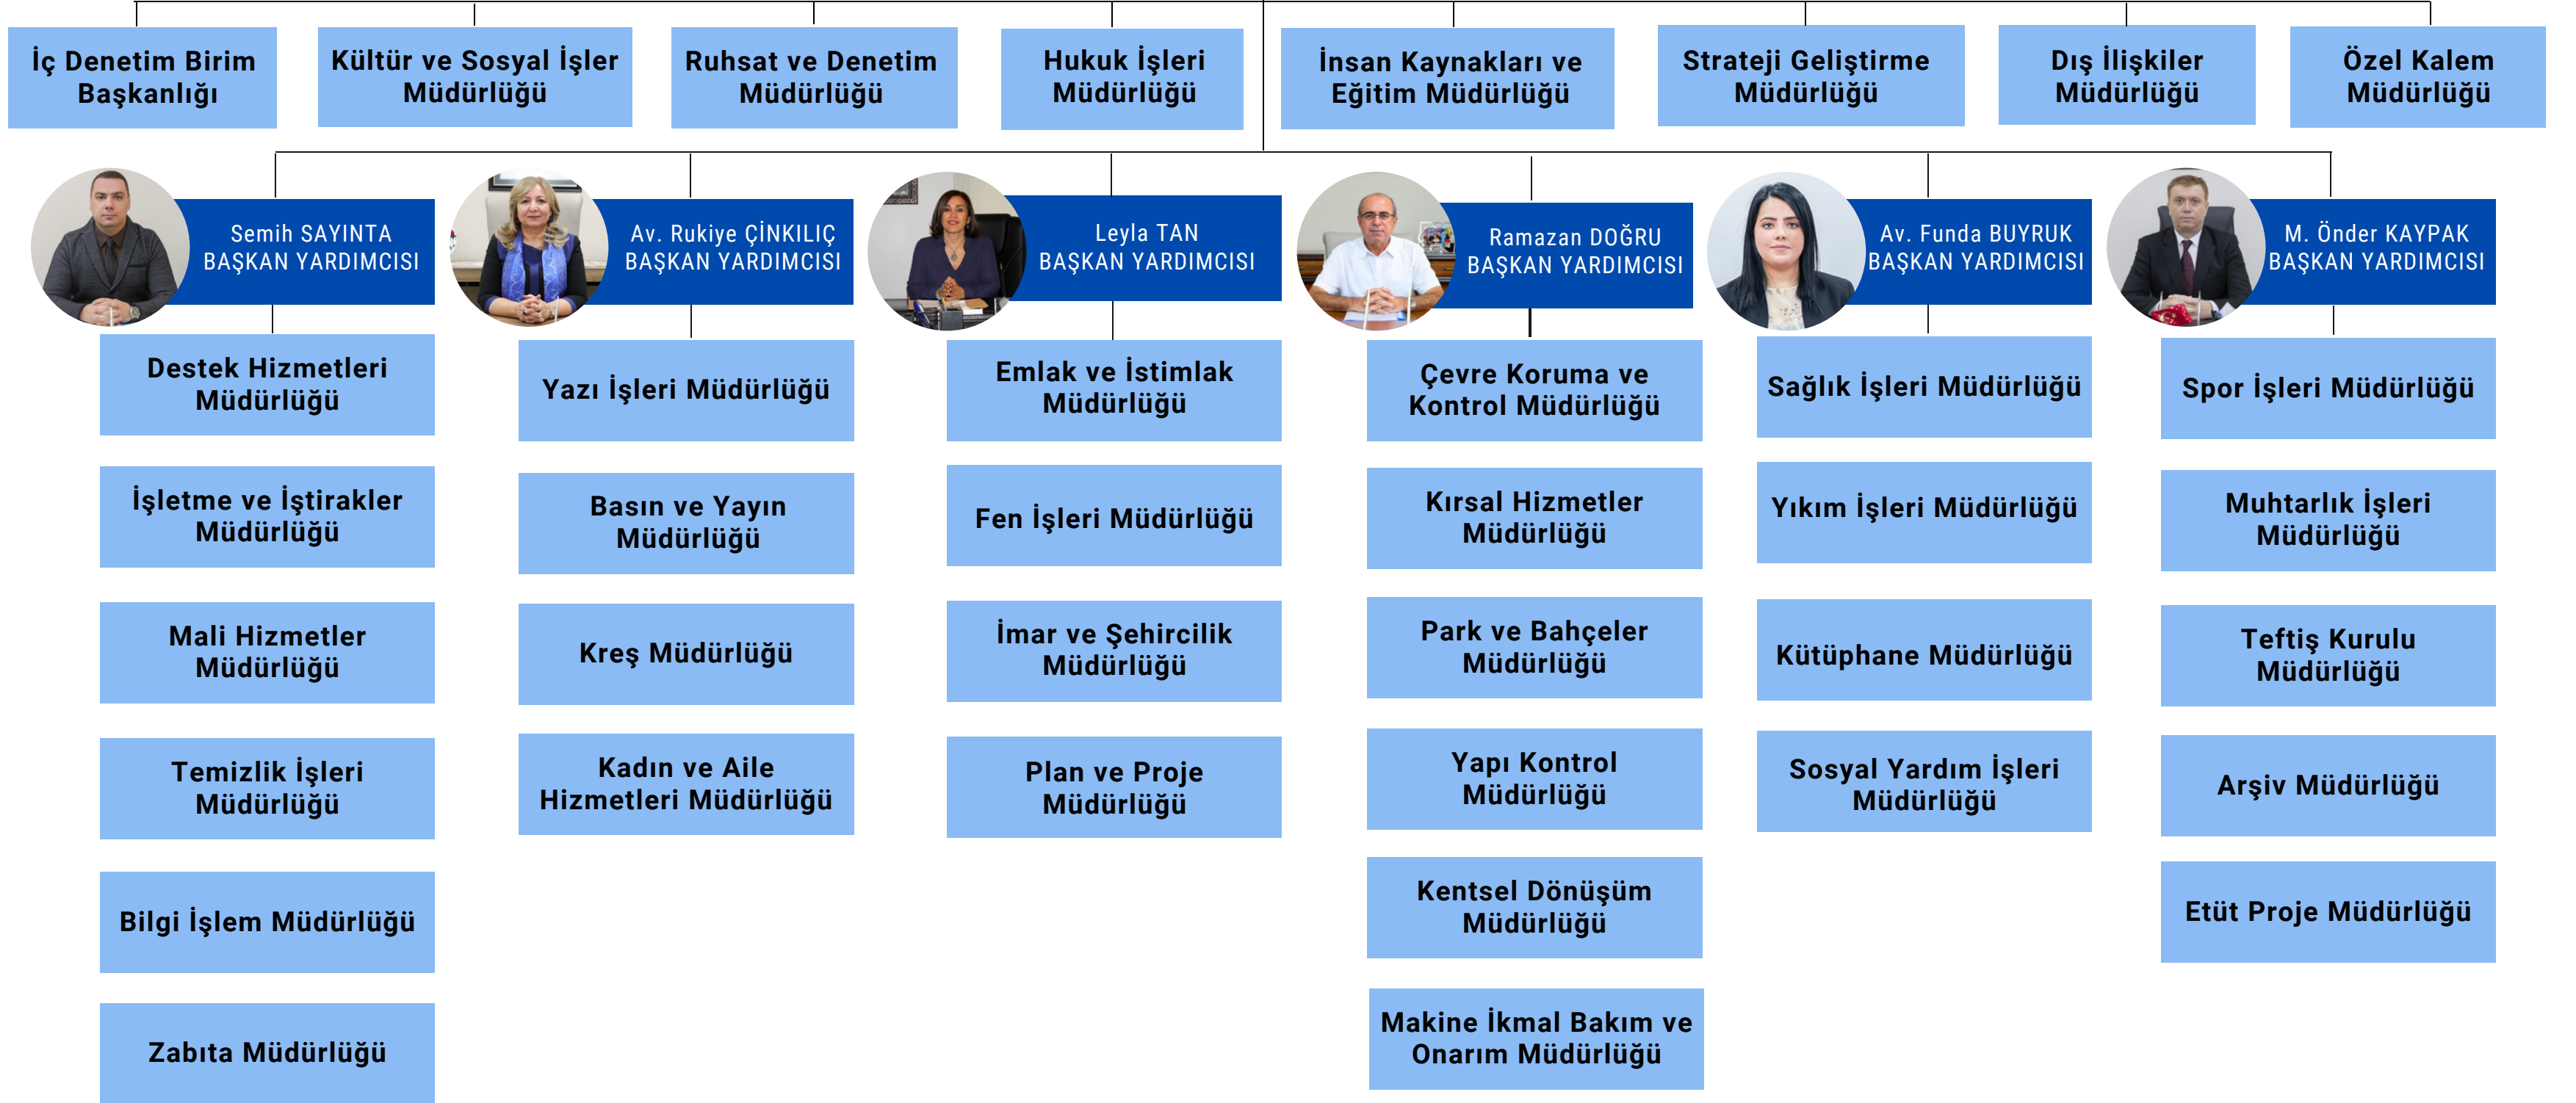 İç Denetim Birim
Başkanlığı
Kültür ve Sosyal İşler
Müdürlüğü
Ruhsat ve Denetim
Müdürlüğü
Hukuk İşleri
Müdürlüğü
İnsan Kaynakları ve
Eğitim Müdürlüğü
Strateji Geliştirme
Müdürlüğü
Dış İlişkiler
Müdürlüğü
Özel Kalem
Müdürlüğü
Semih SAYINTA
BAŞKAN YARDIMCISI
Destek Hizmetleri
Müdürlüğü
İşletme ve İştirakler
Müdürlüğü
Mali Hizmetler
Müdürlüğü
Temizlik İşleri
Müdürlüğü
Bilgi İşlem Müdürlüğü
Zabıta Müdürlüğü
Av. Rukiye ÇİNKILIÇ
BAŞKAN YARDIMCISI
Yazı İşleri Müdürlüğü
Basın ve Yayın
Müdürlüğü
Kreş Müdürlüğü
Kadın ve Aile
Hizmetleri Müdürlüğü
Leyla TAN
BAŞKAN YARDIMCISI
Emlak ve İstimlak
Müdürlüğü
Fen İşleri Müdürlüğü
İmar ve Şehircilik
Müdürlüğü
Plan ve Proje
Müdürlüğü
Ramazan DOĞRU
BAŞKAN YARDIMCISI
Çevre Koruma ve
Kontrol Müdürlüğü
Kırsal Hizmetler
Müdürlüğü
Park ve Bahçeler
Müdürlüğü
Yapı Kontrol
Müdürlüğü
Kentsel Dönüşüm
Müdürlüğü
Makine İkmal Bakım ve
Onarım Müdürlüğü
Av. Funda BUYRUK
BAŞKAN YARDIMCISI
Sağlık İşleri Müdürlüğü
Yıkım İşleri Müdürlüğü
Kütüphane Müdürlüğü
Sosyal Yardım İşleri
Müdürlüğü
M. Önder KAYPAK
BAŞKAN YARDIMCISI
Spor İşleri Müdürlüğü
Muhtarlık İşleri
Müdürlüğü
Teftiş Kurulu
Müdürlüğü
Arşiv Müdürlüğü
Etüt Proje Müdürlüğü